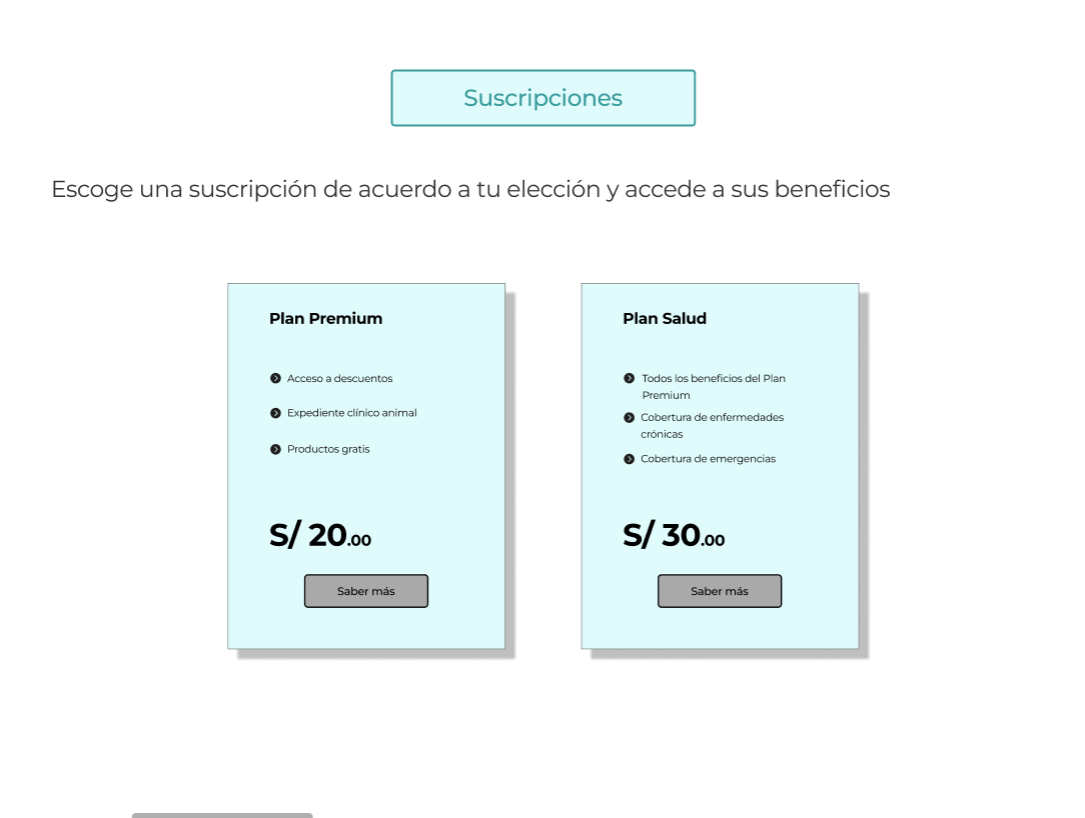 Suscripciones
Escoge una suscripción de acuerdo a tu elección y accede a sus beneficios
Plan Premium
Acceso a descuentos
Expediente clínico animal
Productos gratis
S/ 20.00
Saber más
Plan Salud
Todos los beneficios del Plan
Premium
Cobertura de enfermedades
crónicas
Cobertura de emergencias
S/ 30.00
Saber más